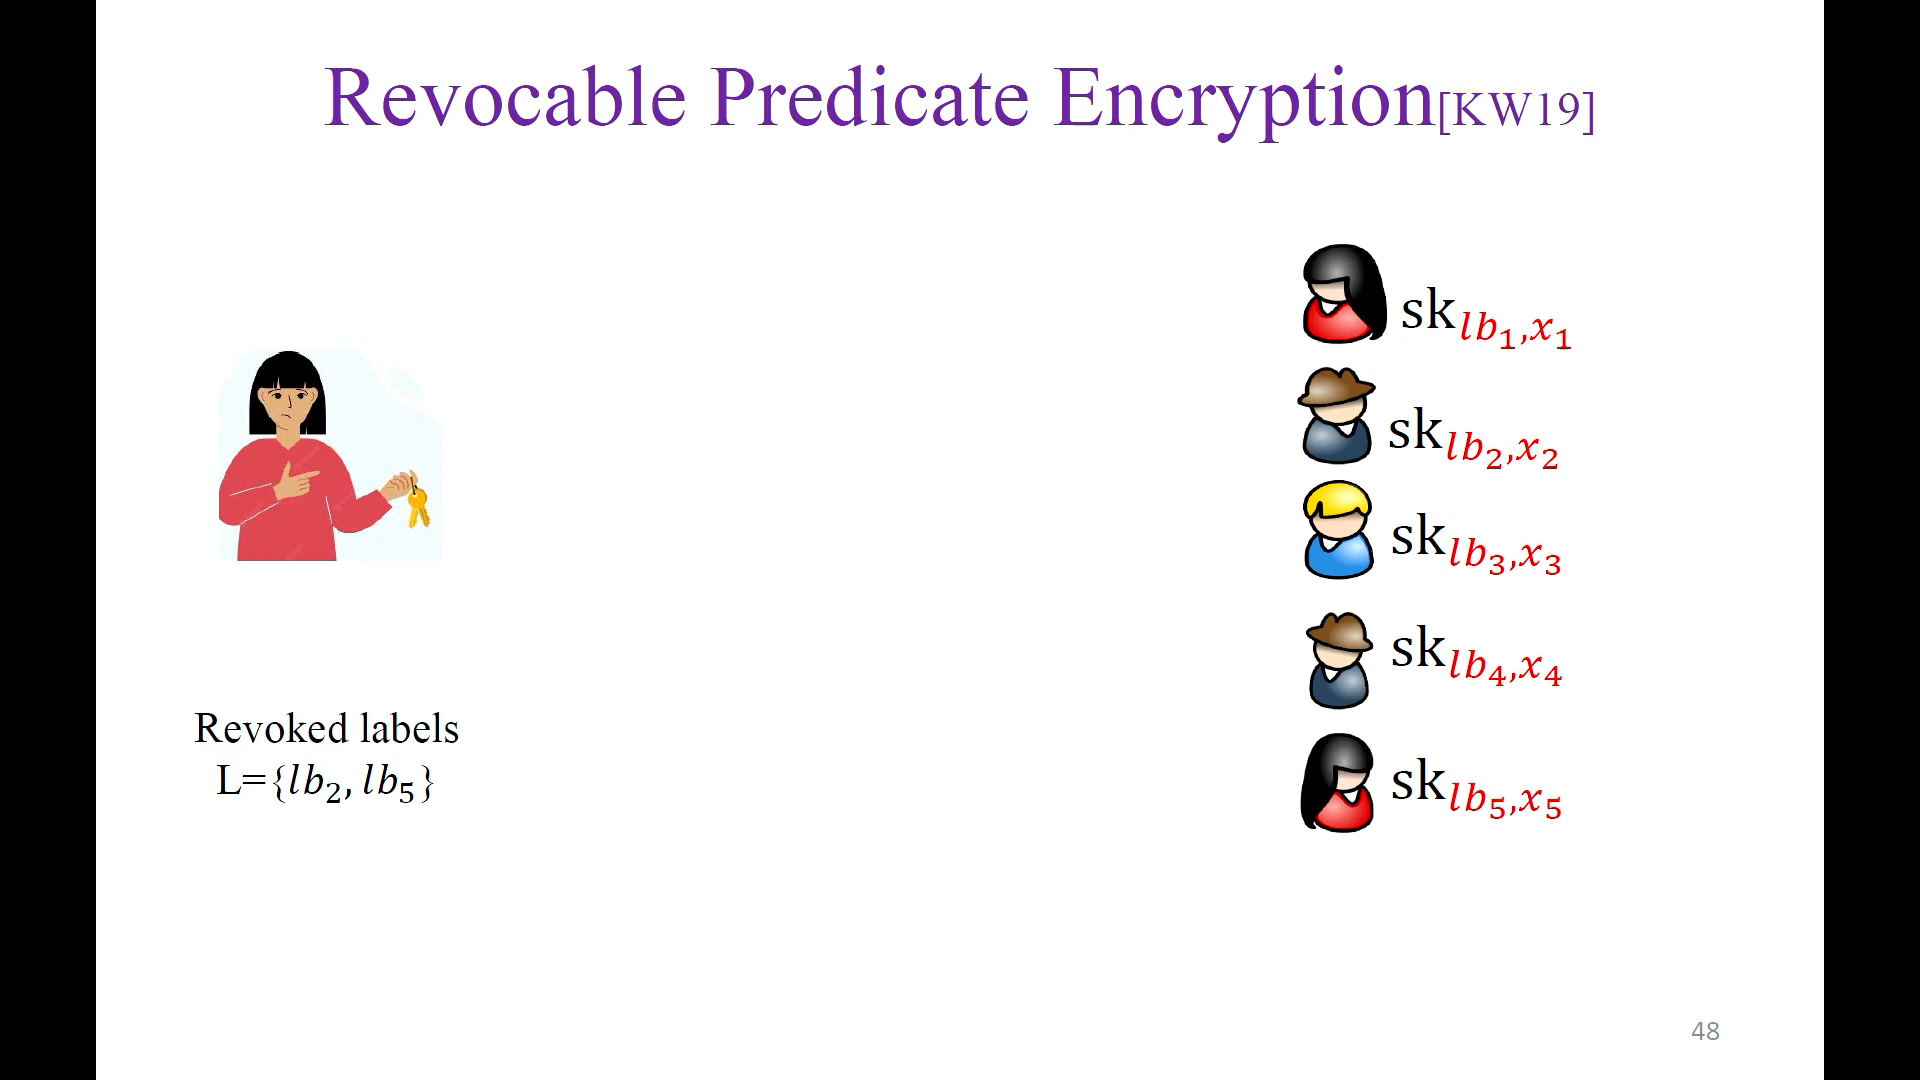 Revocable Predicate Encryption[KW19]
sk_{lb_1,x_1}
sk_{lb_2,x_2}
sk_{lb_3,x_3}
sk_{lb_4,x_4}
Revoked labels
L={lb_2, lb_5}
sk_{lb_5,x_5}
48